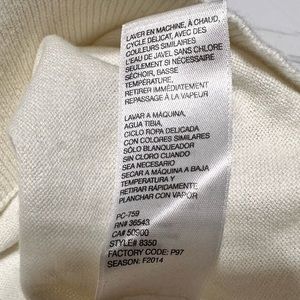 LAVER EN MACHINE, À CHAUD,
CYCLE DÉLICAT, AVEC DES
COULEURS SIMILAIRES
L'EAU DE JAVEL SANS CHLORE
SEULEMENT SI NÉCESSAIRE
SÉCHOIR, BASSE
TEMPÉRATURE,
RETIRER IMMÉDIATEMENT
REPASSAGE À LA VAPEUR
LAVAR A MÁQUINA,
AGUA TIBIA,
CICLO ROPA DELICADA
CON COLORES SIMILARES
SÓLO BLANQUEADOR
SIN CLORO CUANDO
SEA NECESARIO
SECAR A MÁQUINA A BAJA
TEMPERATURA Y
RETIRAR RÁPIDAMENTE
PLANCHAR CON VAPOR
PC-759
RN# 36543
CA# 50900
STYLE# 8350
FACTORY CODE: P97
SEASON: F2014